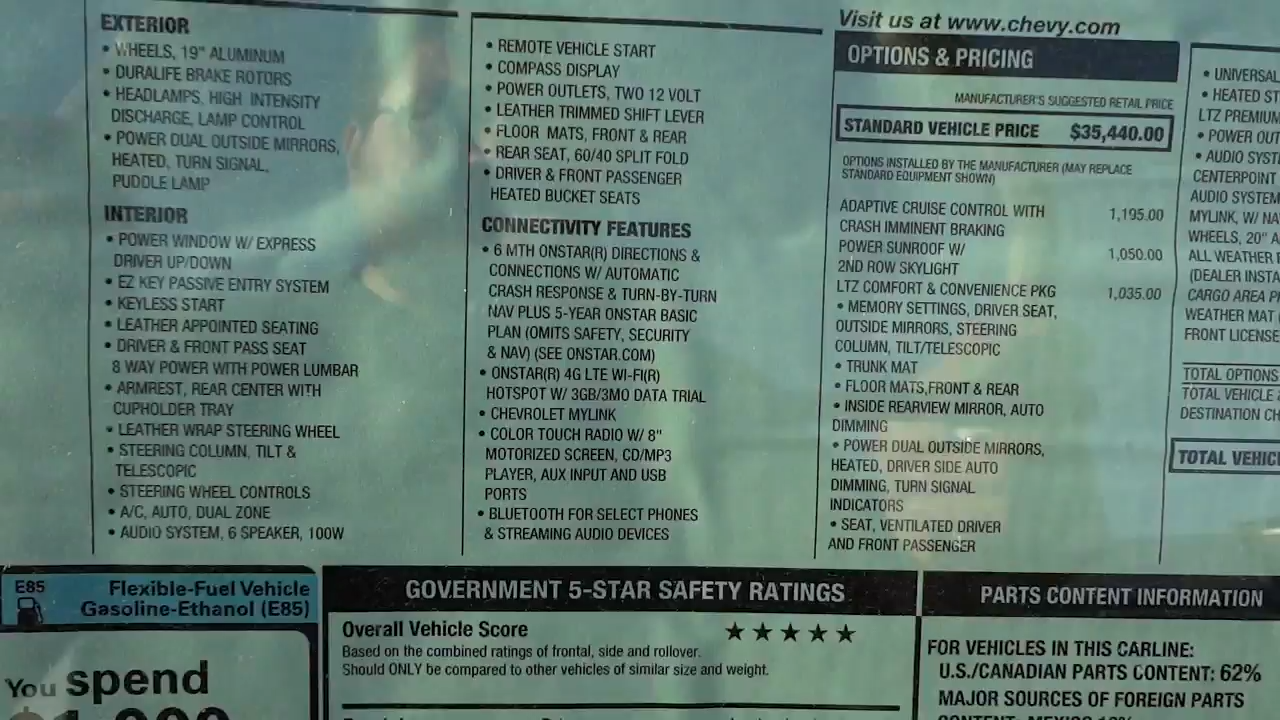 EXTERIOR
• WHEELS, 19" ALUMINUM
• DURALIFE BRAKE ROTORS
• HEADLAMPS, HIGH INTENSITY
DISCHARGE, LAMP CONTROL
• POWER DUAL OUTSIDE MIRRORS,
HEATED, TURN SIGNAL,
PUDDLE LAMP
INTERIOR
• POWER WINDOW W/ EXPRESS
DRIVER UP/DOWN
• EZ KEY PASSIVE ENTRY SYSTEM
• KEYLESS START
• LEATHER APPOINTED SEATING
• DRIVER & FRONT PASS SEAT
8 WAY POWER WITH POWER LUMBAR
• ARMREST, REAR CENTER WITH
CUPHOLDER TRAY
• LEATHER WRAP STEERING WHEEL
• STEERING COLUMN, TILT &
TELESCOPIC
• STEERING WHEEL CONTROLS
• A/C, AUTO, DUAL ZONE
• AUDIO SYSTEM, 6 SPEAKER, 100W
• REMOTE VEHICLE START
• COMPASS DISPLAY
• POWER OUTLETS, TWO 12 VOLT
• LEATHER TRIMMED SHIFT LEVER
• FLOOR MATS, FRONT & REAR
• REAR SEAT, 60/40 SPLIT FOLD
• DRIVER & FRONT PASSENGER
HEATED BUCKET SEATS
CONNECTIVITY FEATURES
• 6 MTH ONSTAR(R) DIRECTIONS &
CONNECTIONS W/ AUTOMATIC
CRASH RESPONSE & TURN-BY-TURN
NAV PLUS 5-YEAR ONSTAR BASIC
PLAN (OMITS SAFETY, SECURITY
& NAV) (SEE ONSTAR.COM)
• ONSTAR(R) 4G LTE WI-FI(R)
HOTSPOT W/ 3GB/3MO DATA TRIAL
• CHEVROLET MYLINK
• COLOR TOUCH RADIO W/ 8"
MOTORIZED SCREEN, CD/MP3
PLAYER, AUX INPUT AND USB
PORTS
• BLUETOOTH FOR SELECT PHONES
& STREAMING AUDIO DEVICES
Visit us at www.chevy.com
OPTIONS & PRICING
MANUFACTURER'S SUGGESTED RETAIL PRICE
STANDARD VEHICLE PRICE $35,440.00
OPTIONS INSTALLED BY THE MANUFACTURER (MAY REPLACE
STANDARD EQUIPMENT SHOWN)
ADAPTIVE CRUISE CONTROL WITH 1,195.00
CRASH IMMINENT BRAKING
POWER SUNROOF W/ 1,050.00
2ND ROW SKYLIGHT
LTZ COMFORT & CONVENIENCE PKG 1,035.00
• MEMORY SETTINGS, DRIVER SEAT,
OUTSIDE MIRRORS, STEERING
COLUMN, TILT/TELESCOPIC
• TRUNK MAT
• FLOOR MATS,FRONT & REAR
• INSIDE REARVIEW MIRROR, AUTO
DIMMING
• POWER DUAL OUTSIDE MIRRORS,
HEATED, DRIVER SIDE AUTO
DIMMING, TURN SIGNAL
INDICATORS
• SEAT, VENTILATED DRIVER
AND FRONT PASSENGER
• UNIVERSAL
• HEATED ST
LTZ PREMIUM
• POWER OUT
• AUDIO SYST
CENTERPOINT
AUDIO SYSTEM
MYLINK, W/ NA
WHEELS, 20" A
ALL WEATHER F
(DEALER INSTA
CARGO AREA P
WEATHER MAT (
FRONT LICENSE
TOTAL OPTIONS
TOTAL VEHICLE &
DESTINATION CH
TOTAL VEHICL
E85
Flexible-Fuel Vehicle
Gasoline-Ethanol (E85)
You spend
GOVERNMENT 5-STAR SAFETY RATINGS
Overall Vehicle Score ★★★★★
Based on the combined ratings of frontal, side and rollover.
Should ONLY be compared to other vehicles of similar size and weight.
PARTS CONTENT INFORMATION
FOR VEHICLES IN THIS CARLINE:
U.S./CANADIAN PARTS CONTENT: 62%
MAJOR SOURCES OF FOREIGN PARTS